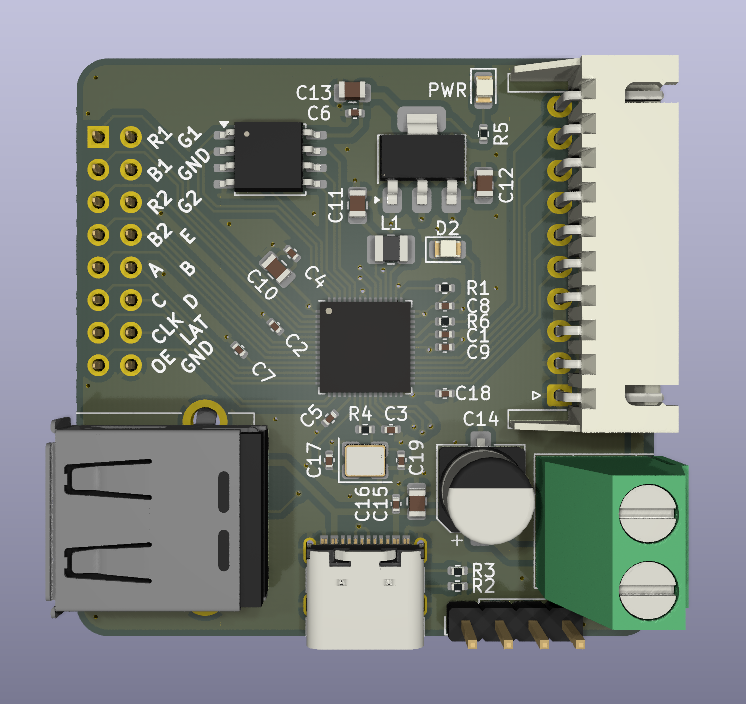 PWR
C13
C6
R5
R1 G1
B1 GND
R2 G2
B2 E
A B
C D
CLK LAT
OE GND
C11
C12
L1
D2
C4
C10
R1
C8
R6
C1
C9
C2
C7
C18
C5
R4 C3
C14
C17
C19
C16
C15
+
R3
R2